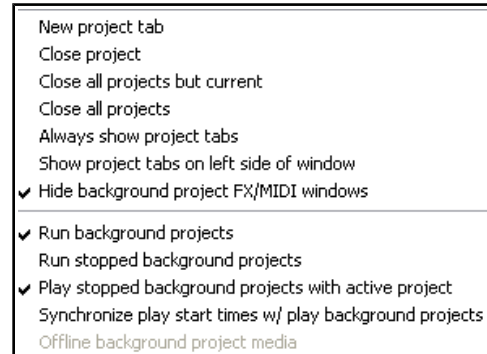 New project tab
Close project
Close all projects but current
Close all projects
Always show project tabs
Show project tabs on left side of window
Hide background project FX/MIDI windows
Run background projects
Run stopped background projects
Play stopped background projects with active project
Synchronize play start times w/ play background projects
Offline background project media